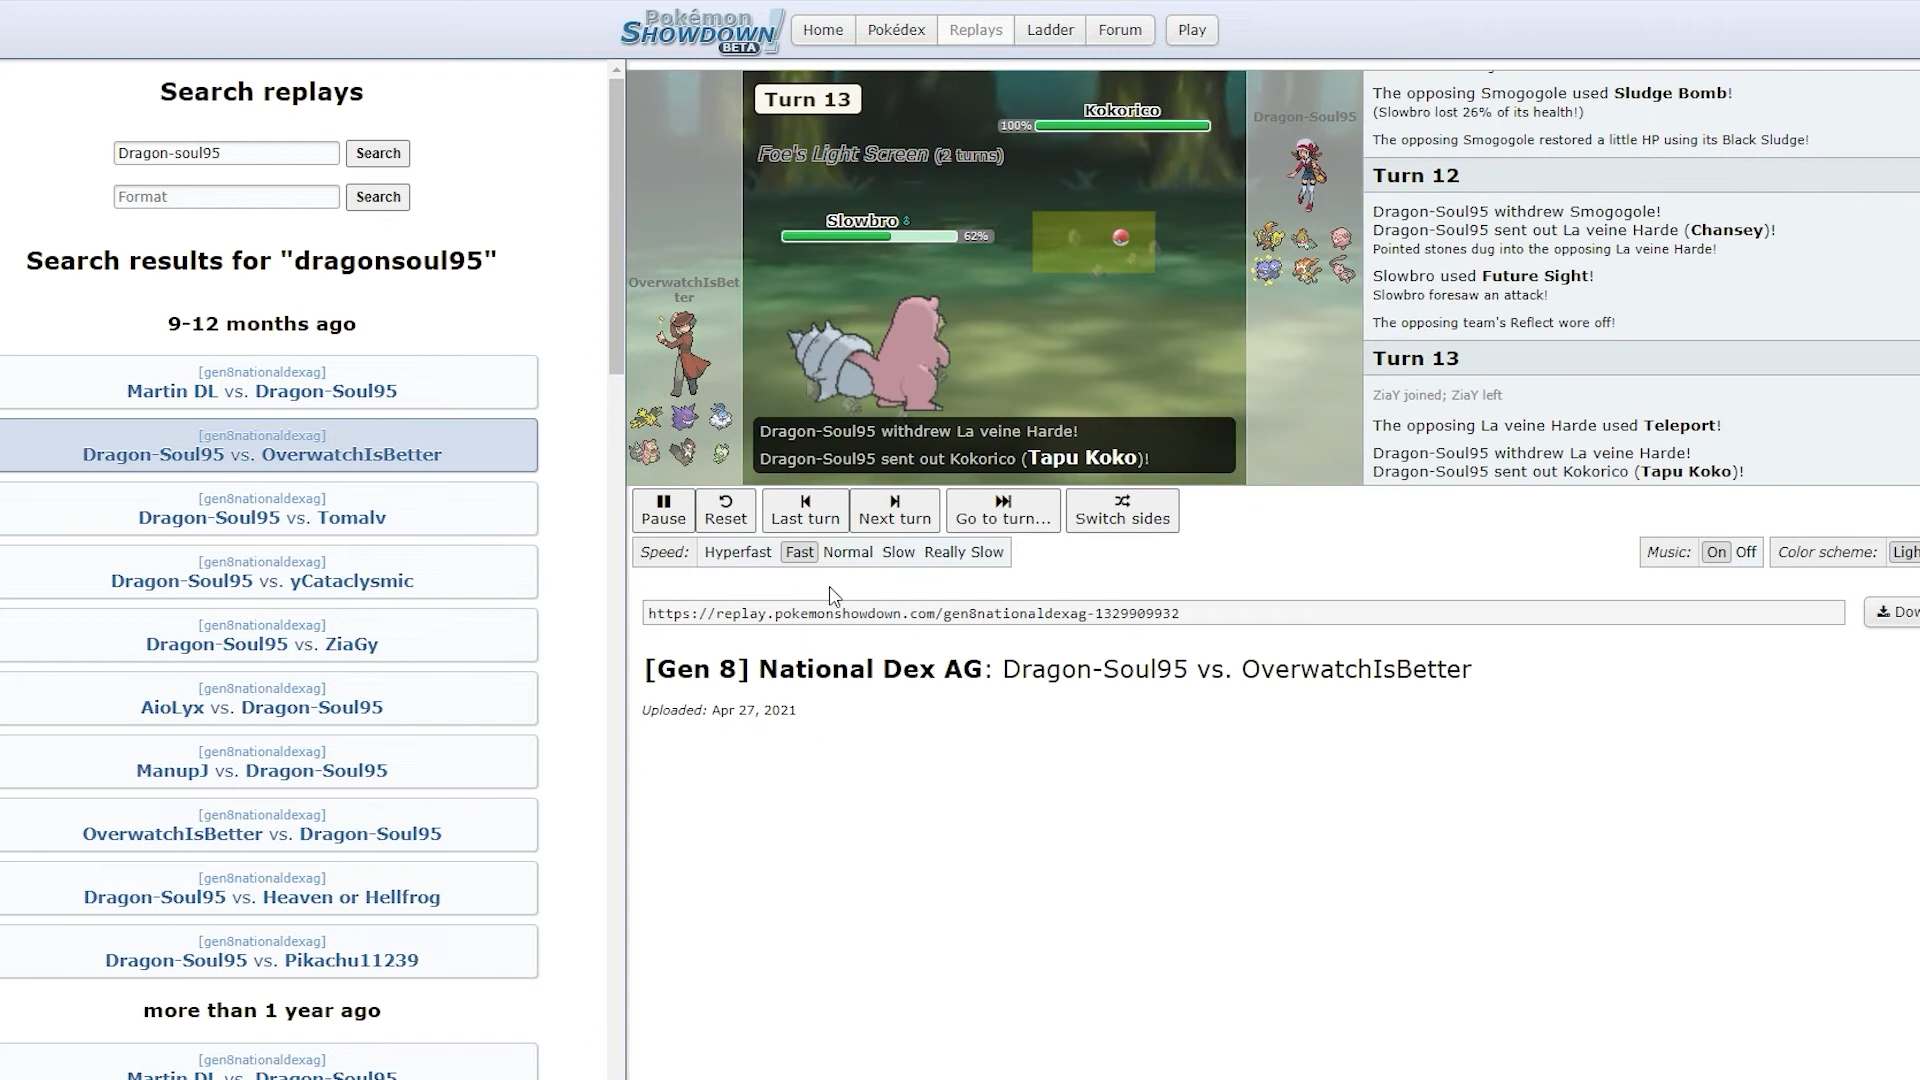 Pokémon
SHOWDOWN!
BETA
Home
Pokédex
Replays
Ladder
Forum
Play
Search replays
Dragon-soul95
Search
Format
Search
Search results for "dragonsoul95"
9-12 months ago
[gen8nationaldexag]
Martin DL vs. Dragon-Soul95
[gen8nationaldexag]
Dragon-Soul95 vs. OverwatchIsBetter
[gen8nationaldexag]
Dragon-Soul95 vs. Tomalv
[gen8nationaldexag]
Dragon-Soul95 vs. yCataclysmic
[gen8nationaldexag]
Dragon-Soul95 vs. ZiaGy
[gen8nationaldexag]
AioLyx vs. Dragon-Soul95
[gen8nationaldexag]
ManupJ vs. Dragon-Soul95
[gen8nationaldexag]
OverwatchIsBetter vs. Dragon-Soul95
[gen8nationaldexag]
Dragon-Soul95 vs. Heaven or Hellfrog
[gen8nationaldexag]
Dragon-Soul95 vs. Pikachu11239
more than 1 year ago
[gen8nationaldexag]
Martin DL vs. Dragon-Soul95
Turn 13
Kokorico
100%
Foe's Light Screen (2 turns)
Slowbro
62%
OverwatchIsBet
ter
Dragon-Soul95
Dragon-Soul95 withdrew La veine Harde!
Dragon-Soul95 sent out Kokorico (Tapu Koko)!
The opposing Smogogole used Sludge Bomb!
(Slowbro lost 26% of its health!)
The opposing Smogogole restored a little HP using its Black Sludge!
Turn 12
Dragon-Soul95 withdrew Smogogole!
Dragon-Soul95 sent out La veine Harde (Chansey)!
Pointed stones dug into the opposing La veine Harde!
Slowbro used Future Sight!
Slowbro foresaw an attack!
The opposing team's Reflect wore off!
Turn 13
ZiaY joined; ZiaY left
The opposing La veine Harde used Teleport!
Dragon-Soul95 withdrew La veine Harde!
Dragon-Soul95 sent out Kokorico (Tapu Koko)!
Pause
Reset
Last turn
Next turn
Go to turn...
Switch sides
Speed: Hyperfast Fast Normal Slow Really Slow
Music: On Off
Color scheme: Ligh
https://replay.pokemonshowdown.com/gen8nationaldexag-1329909932
Dow
[Gen 8] National Dex AG: Dragon-Soul95 vs. OverwatchIsBetter
Uploaded: Apr 27, 2021